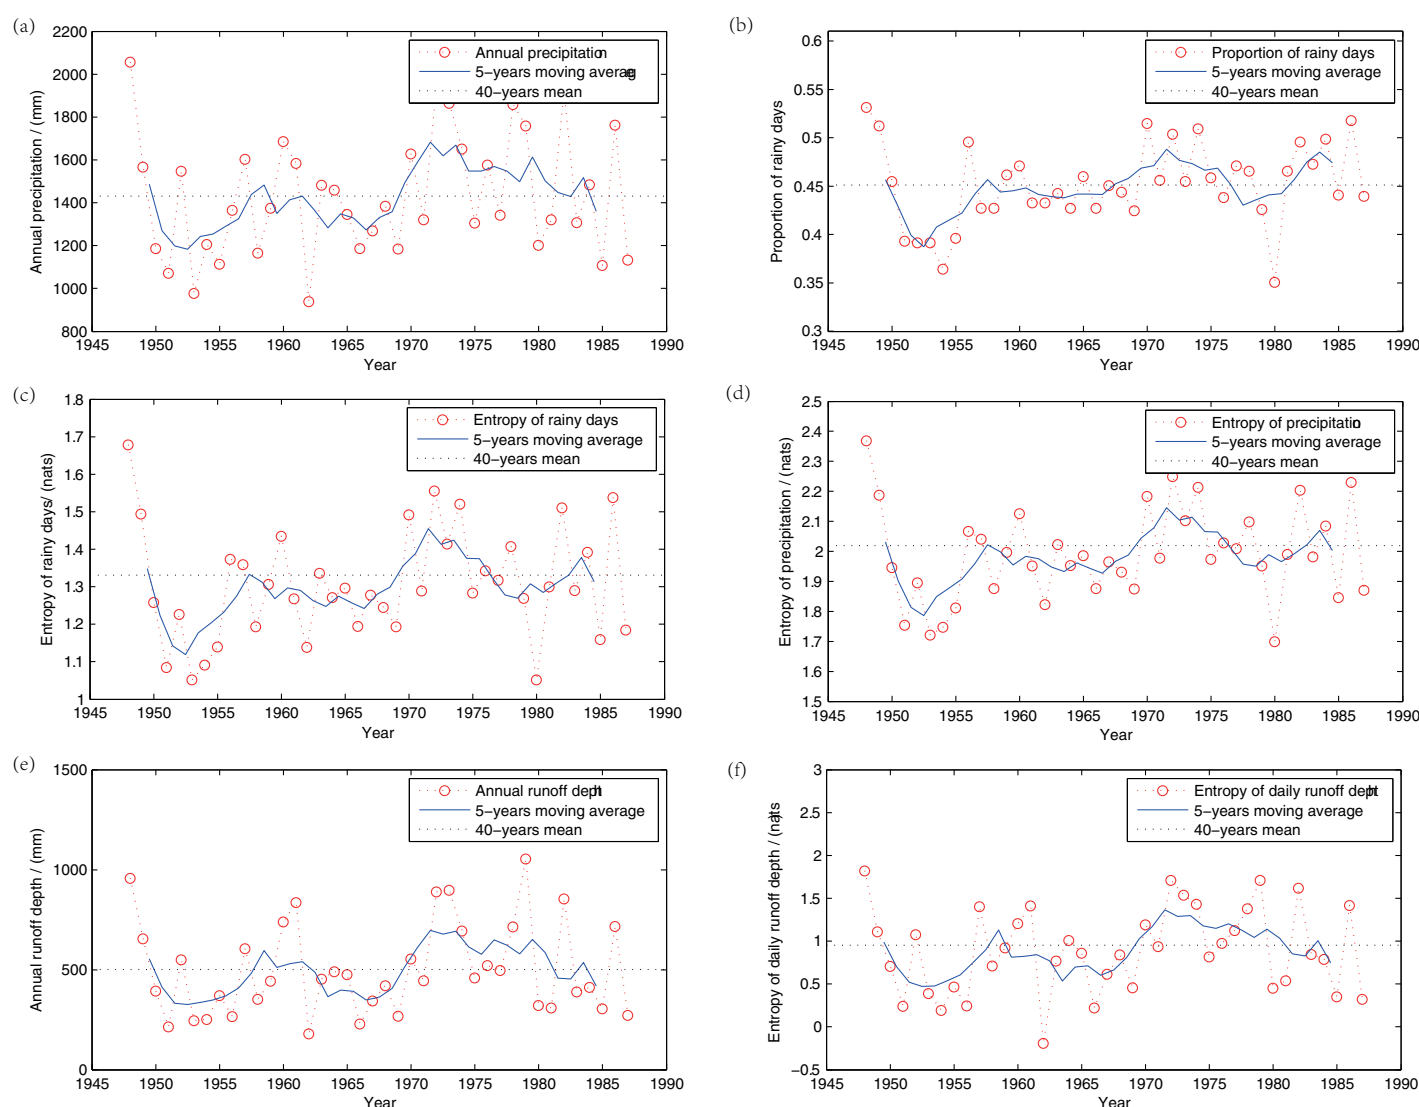 (a)
2200
2000
1800
1600
1400
1200
1000
800
Annual precipitation / (mm)
Annual precipitation
5-years moving average
40-years mean
1945 1950 1955 1960 1965 1970 1975 1980 1985 1990
Year
(b)
0.6
0.55
0.5
0.45
0.4
0.35
0.3
Proportion of rainy days
Proportion of rainy days
5-years moving average
40-years mean
1945 1950 1955 1960 1965 1970 1975 1980 1985 1990
Year
(c)
1.8
1.7
1.6
1.5
1.4
1.3
1.2
1.1
1
Entropy of rainy days/ (nats)
Entropy of rainy days
5-years moving average
40-years mean
1945 1950 1955 1960 1965 1970 1975 1980 1985 1990
Year
(d)
2.5
2.4
2.3
2.2
2.1
2
1.9
1.8
1.7
1.6
1.5
Entropy of precipitation / (nats)
Entropy of precipitation
5-years moving average
40-years mean
1945 1950 1955 1960 1965 1970 1975 1980 1985 1990
Year
(e)
1500
1000
500
0
Annual runoff depth / (mm)
Annual runoff depth
5-years moving average
40-years mean
1945 1950 1955 1960 1965 1970 1975 1980 1985 1990
Year
(f)
3
2.5
2
1.5
1
0.5
0
-0.5
Entropy of daily runoff depth / (nats
Entropy of daily runoff depth
5-years moving average
40-years mean
1945 1950 1955 1960 1965 1970 1975 1980 1985 1990
Year